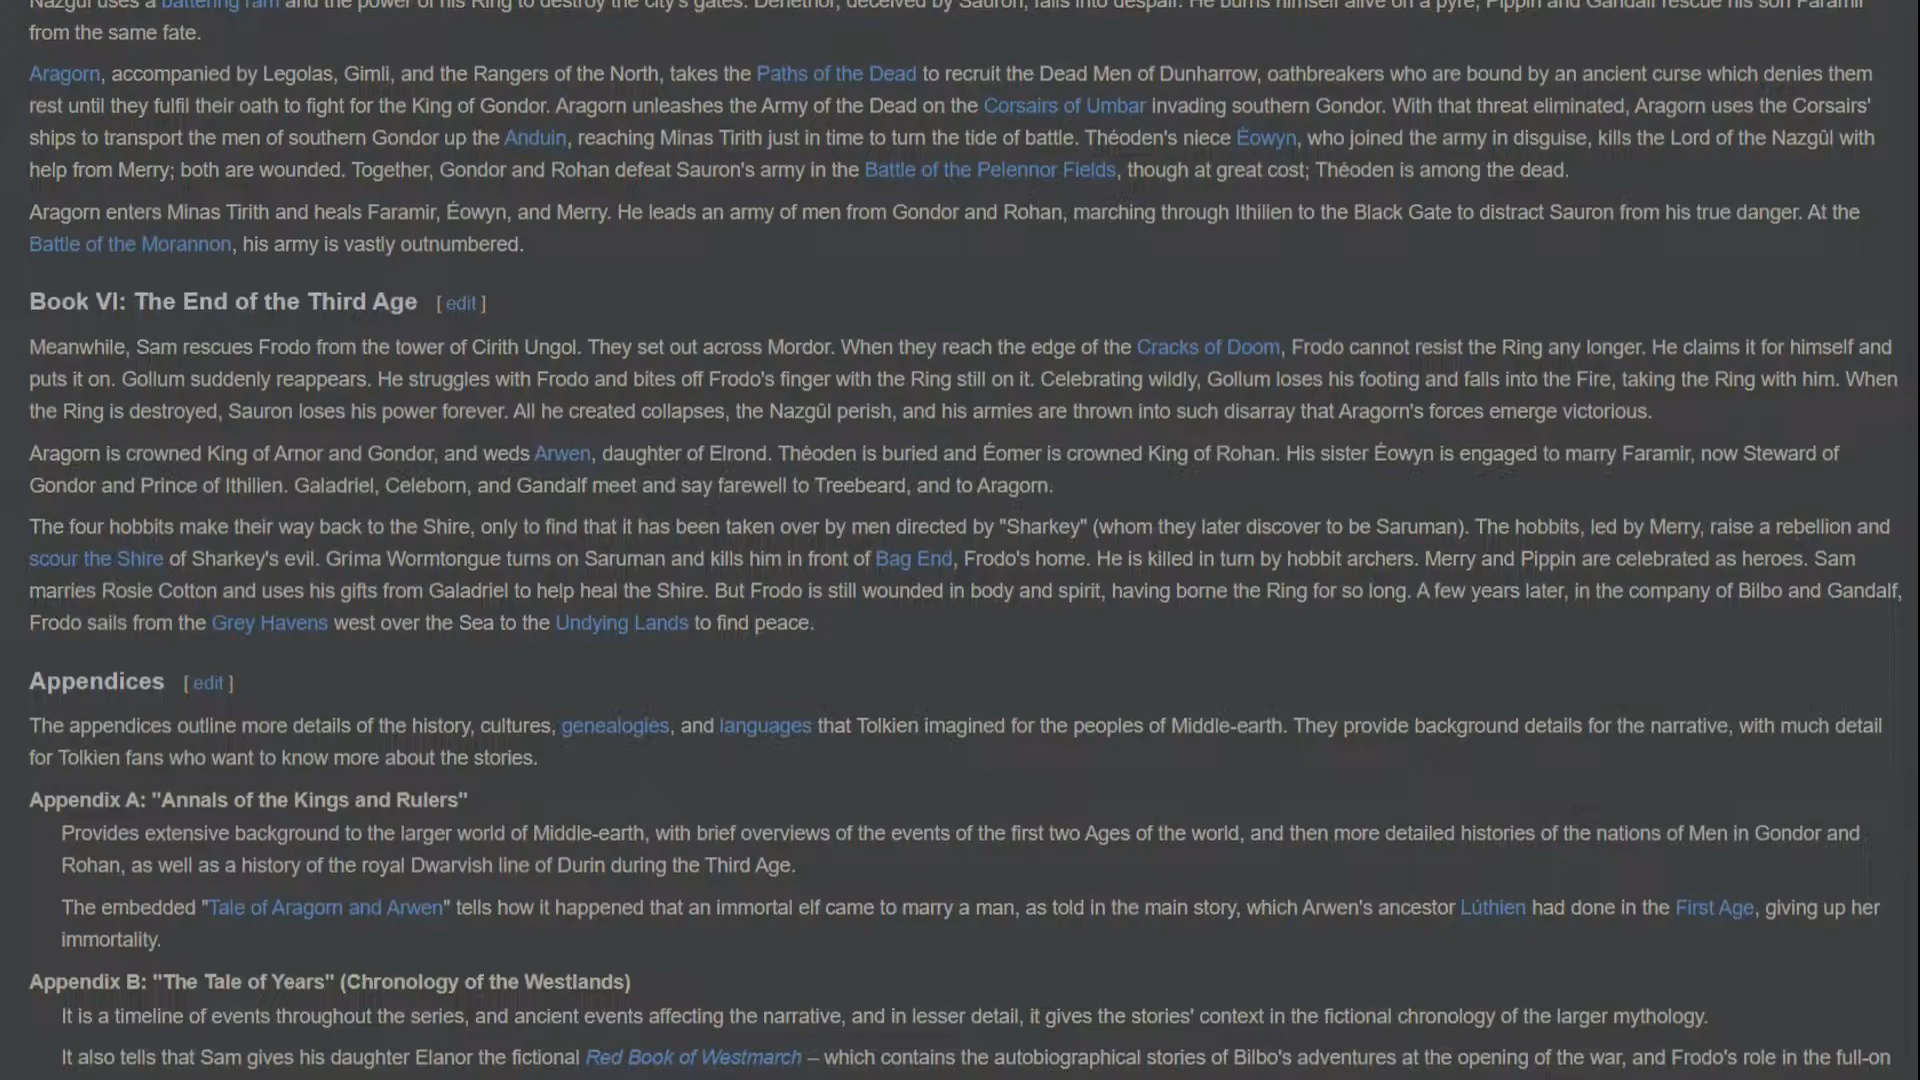 Nazgûl uses a battering ram and the power of his Ring to destroy the city's gates. Denethor, deceived by Sauron, falls into despair. He burns himself alive on a pyre; Pippin and Gandalf rescue his son Faramir
from the same fate.
Aragorn, accompanied by Legolas, Gimli, and the Rangers of the North, takes the Paths of the Dead to recruit the Dead Men of Dunharrow, oathbreakers who are bound by an ancient curse which denies them
rest until they fulfil their oath to fight for the King of Gondor. Aragorn unleashes the Army of the Dead on the Corsairs of Umbar invading southern Gondor. With that threat eliminated, Aragorn uses the Corsairs'
ships to transport the men of southern Gondor up the Anduin, reaching Minas Tirith just in time to turn the tide of battle. Théoden's niece Éowyn, who joined the army in disguise, kills the Lord of the Nazgûl with
help from Merry; both are wounded. Together, Gondor and Rohan defeat Sauron's army in the Battle of the Pelennor Fields, though at great cost; Théoden is among the dead.
Aragorn enters Minas Tirith and heals Faramir, Éowyn, and Merry. He leads an army of men from Gondor and Rohan, marching through Ithilien to the Black Gate to distract Sauron from his true danger. At the
Battle of the Morannon, his army is vastly outnumbered.
Book VI: The End of the Third Age [ edit ]
Meanwhile, Sam rescues Frodo from the tower of Cirith Ungol. They set out across Mordor. When they reach the edge of the Cracks of Doom, Frodo cannot resist the Ring any longer. He claims it for himself and
puts it on. Gollum suddenly reappears. He struggles with Frodo and bites off Frodo's finger with the Ring still on it. Celebrating wildly, Gollum loses his footing and falls into the Fire, taking the Ring with him. When
the Ring is destroyed, Sauron loses his power forever. All he created collapses, the Nazgûl perish, and his armies are thrown into such disarray that Aragorn's forces emerge victorious.
Aragorn is crowned King of Arnor and Gondor, and weds Arwen, daughter of Elrond. Théoden is buried and Éomer is crowned King of Rohan. His sister Éowyn is engaged to marry Faramir, now Steward of
Gondor and Prince of Ithilien. Galadriel, Celeborn, and Gandalf meet and say farewell to Treebeard, and to Aragorn.
The four hobbits make their way back to the Shire, only to find that it has been taken over by men directed by "Sharkey" (whom they later discover to be Saruman). The hobbits, led by Merry, raise a rebellion and
scour the Shire of Sharkey's evil. Gríma Wormtongue turns on Saruman and kills him in front of Bag End, Frodo's home. He is killed in turn by hobbit archers. Merry and Pippin are celebrated as heroes. Sam
marries Rosie Cotton and uses his gifts from Galadriel to help heal the Shire. But Frodo is still wounded in body and spirit, having borne the Ring for so long. A few years later, in the company of Bilbo and Gandalf,
Frodo sails from the Grey Havens west over the Sea to the Undying Lands to find peace.
Appendices [ edit ]
The appendices outline more details of the history, cultures, genealogies, and languages that Tolkien imagined for the peoples of Middle-earth. They provide background details for the narrative, with much detail
for Tolkien fans who want to know more about the stories.
Appendix A: "Annals of the Kings and Rulers"
Provides extensive background to the larger world of Middle-earth, with brief overviews of the events of the first two Ages of the world, and then more detailed histories of the nations of Men in Gondor and
Rohan, as well as a history of the royal Dwarvish line of Durin during the Third Age.
The embedded "Tale of Aragorn and Arwen" tells how it happened that an immortal elf came to marry a man, as told in the main story, which Arwen's ancestor Lúthien had done in the First Age, giving up her
immortality.
Appendix B: "The Tale of Years" (Chronology of the Westlands)
It is a timeline of events throughout the series, and ancient events affecting the narrative, and in lesser detail, it gives the stories' context in the fictional chronology of the larger mythology.
It also tells that Sam gives his daughter Elanor the fictional Red Book of Westmarch – which contains the autobiographical stories of Bilbo's adventures at the opening of the war, and Frodo's role in the full-on